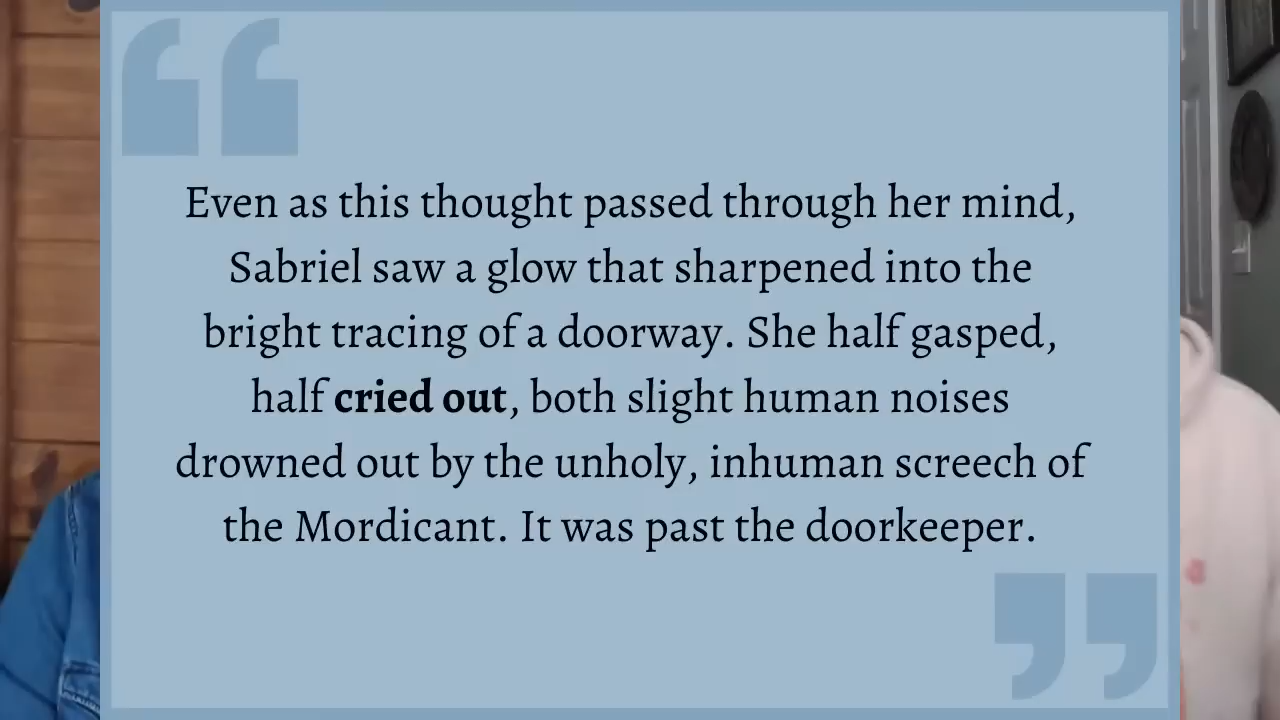 Even as this thought passed through her mind,
Sabriel saw a glow that sharpened into the
bright tracing of a doorway. She half gasped,
half cried out, both slight human noises
drowned out by the unholy, inhuman screech of
the Mordicant. It was past the doorkeeper.